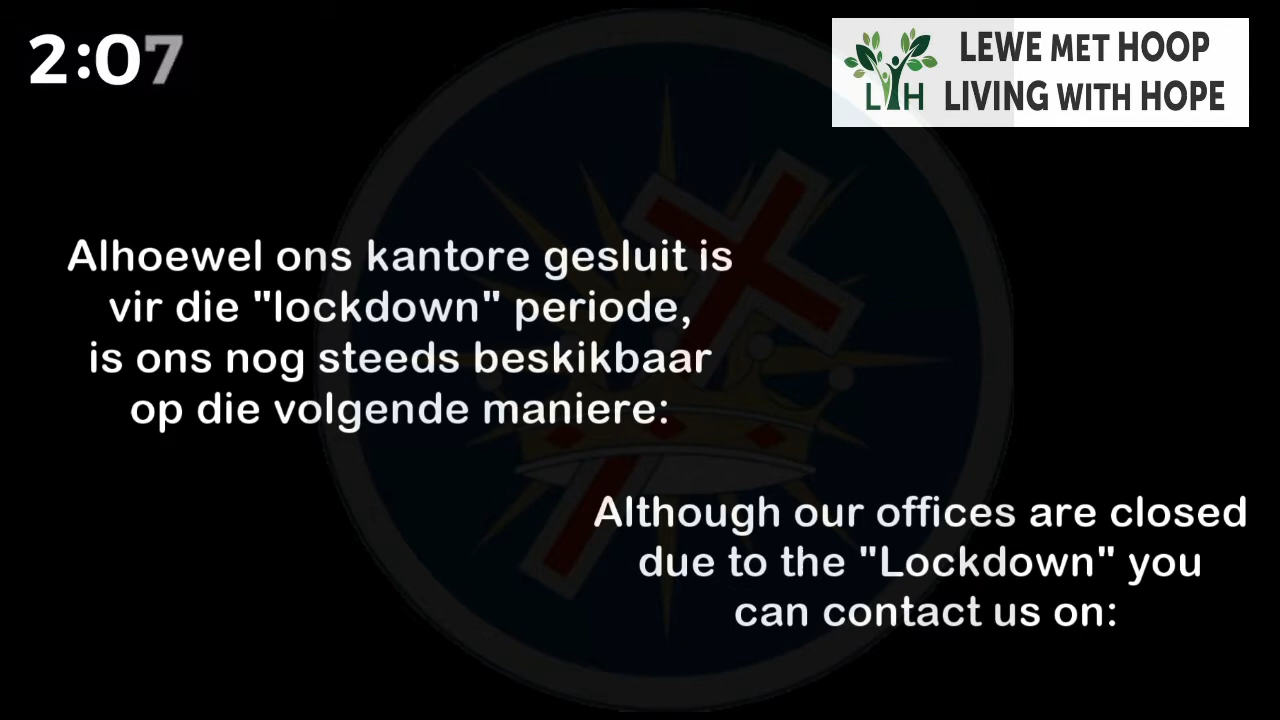 2:07
LEWE MET HOOP
LIVING WITH HOPE
LH
Alhoewel ons kantore gesluit is
vir die "lockdown" periode,
is ons nog steeds beskikbaar
op die volgende maniere:
Although our offices are closed
due to the "Lockdown" you
can contact us on: